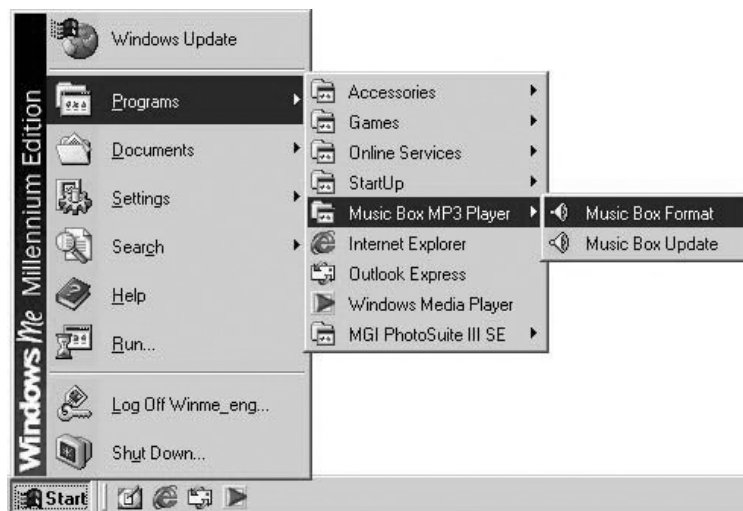 Windows Me Millennium Edition
Windows Update
Programs
Documents
Settings
Search
Help
Run...
Log Off Winme_eng...
Shut Down...
Accessories
Games
Online Services
StartUp
Music Box MP3 Player
Internet Explorer
Outlook Express
Windows Media Player
MGI PhotoSuite III SE
Music Box Format
Music Box Update
Start